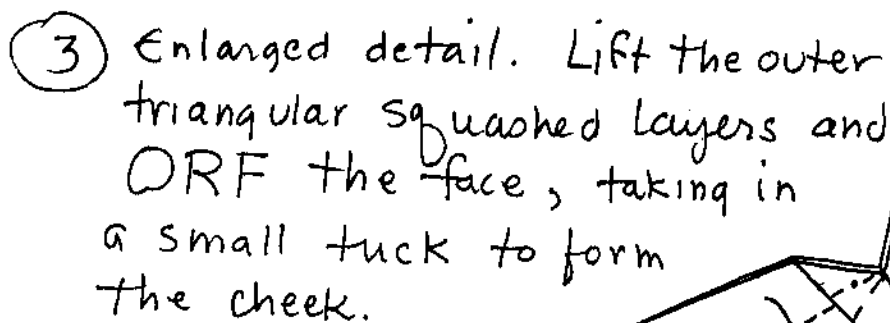 3 Enlarged detail. Lift the outer
triangular squashed layers and
ORF the face, taking in
a small tuck to form
the cheek.